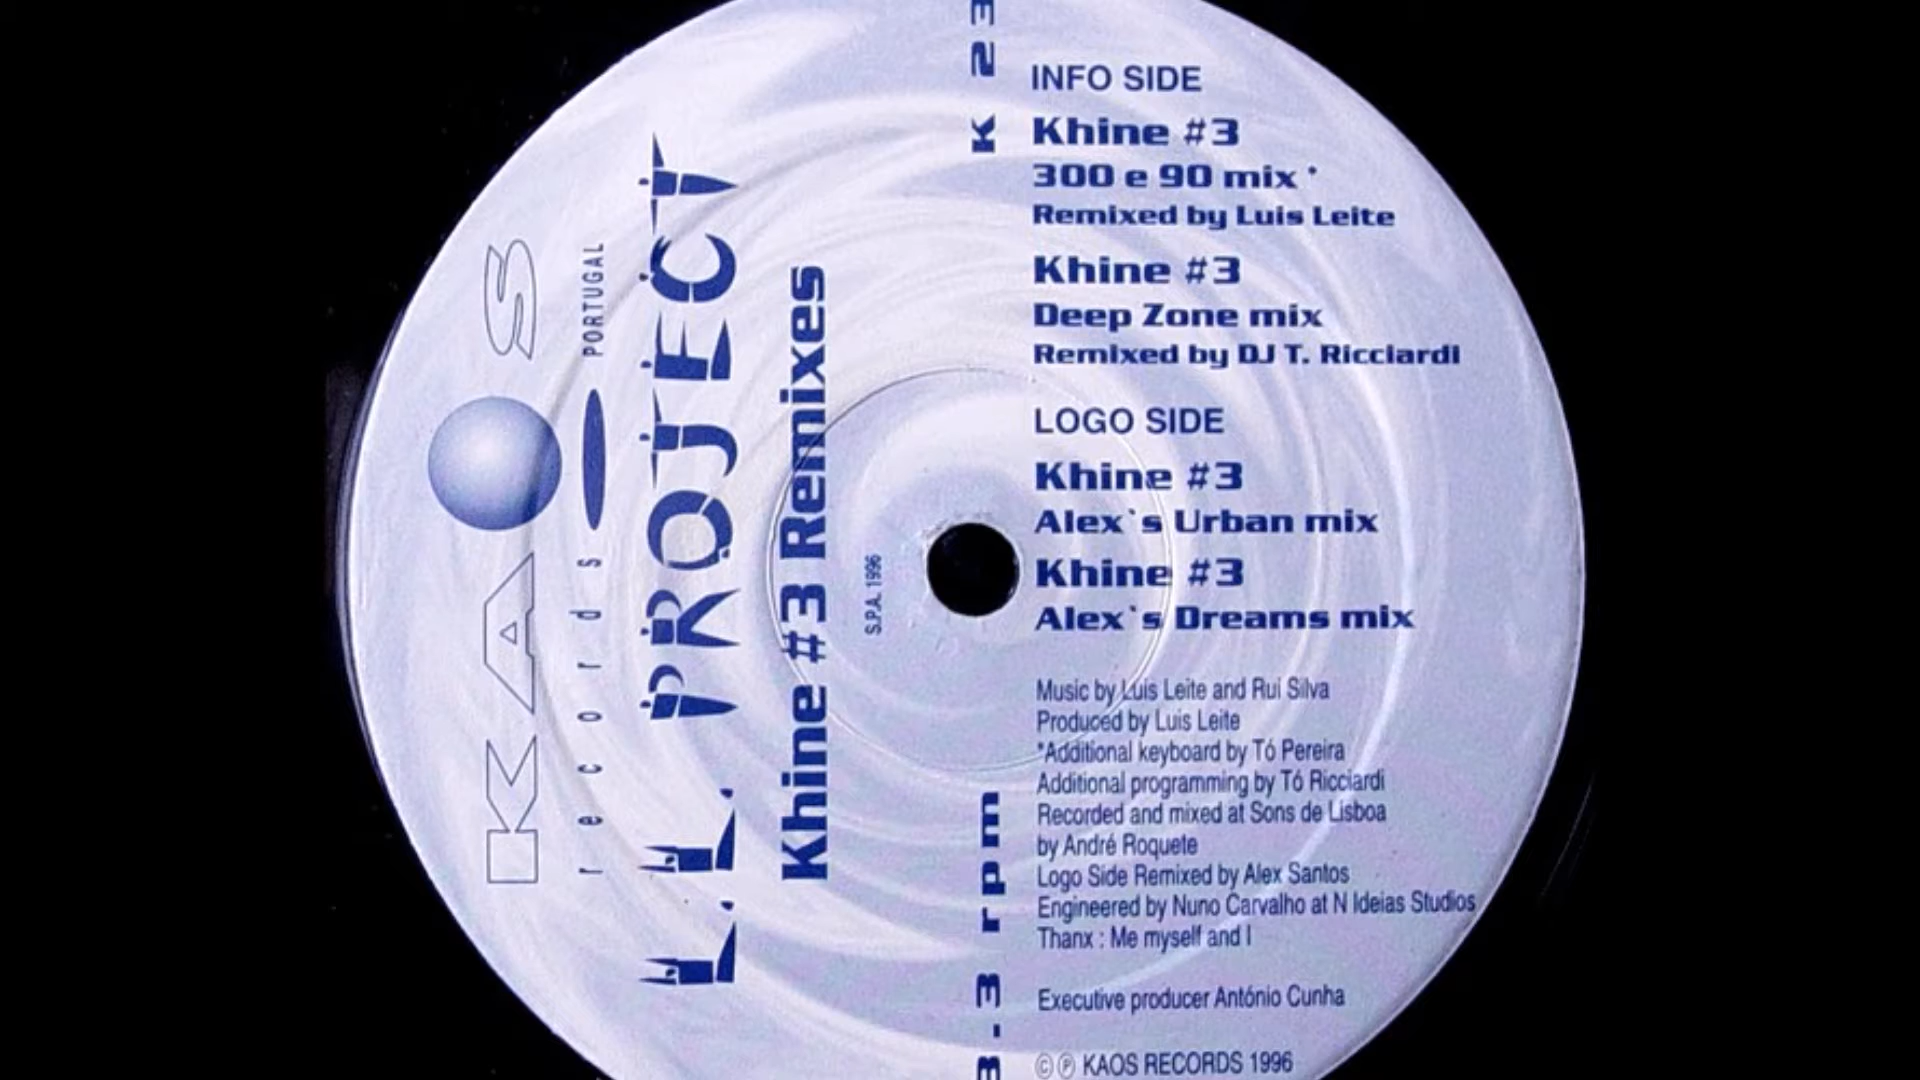 KAOS
records PORTUGAL
L.L. PROJECT
Khine #3 Remixes
S.P.A. 1996
K 23
rpm
INFO SIDE
Khine #3
300 e 90 mix *
Remixed by Luis Leite
Khine #3
Deep Zone mix
Remixed by DJ T. Ricciardi
LOGO SIDE
Khine #3
Alex`s Urban mix
Khine #3
Alex`s Dreams mix
Music by Luis Leite and Rui Silva
Produced by Luis Leite
*Additional keyboard by Tó Pereira
Additional programming by Tó Ricciardi
Recorded and mixed at Sons de Lisboa
by André Roquete
Logo Side Remixed by Alex Santos
Engineered by Nuno Carvalho at N Ideias Studios
Thanx : Me myself and I
Executive producer António Cunha
© ℗ KAOS RECORDS 1996